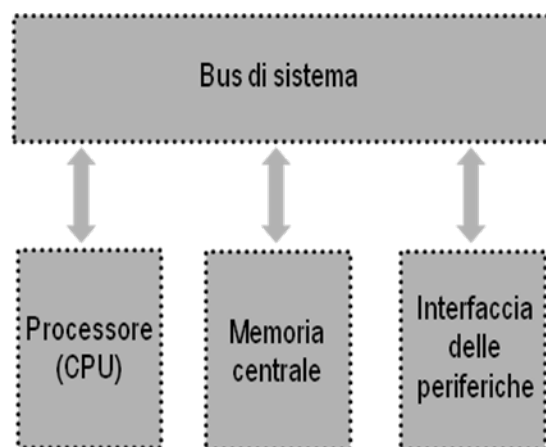 Bus di sistema
Processore
(CPU)
Memoria
centrale
Interfaccia
delle
periferiche